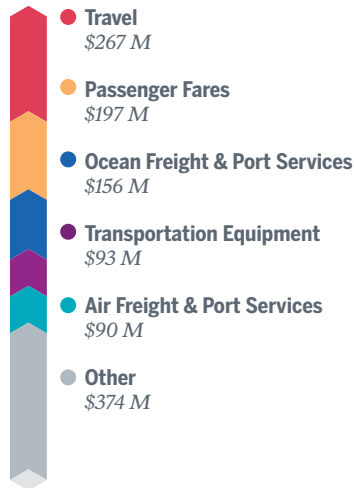 Travel
$267 M
Passenger Fares
$197 M
Ocean Freight & Port Services
$156 M
Transportation Equipment
$93 M
Air Freight & Port Services
$90 M
Other
$374 M